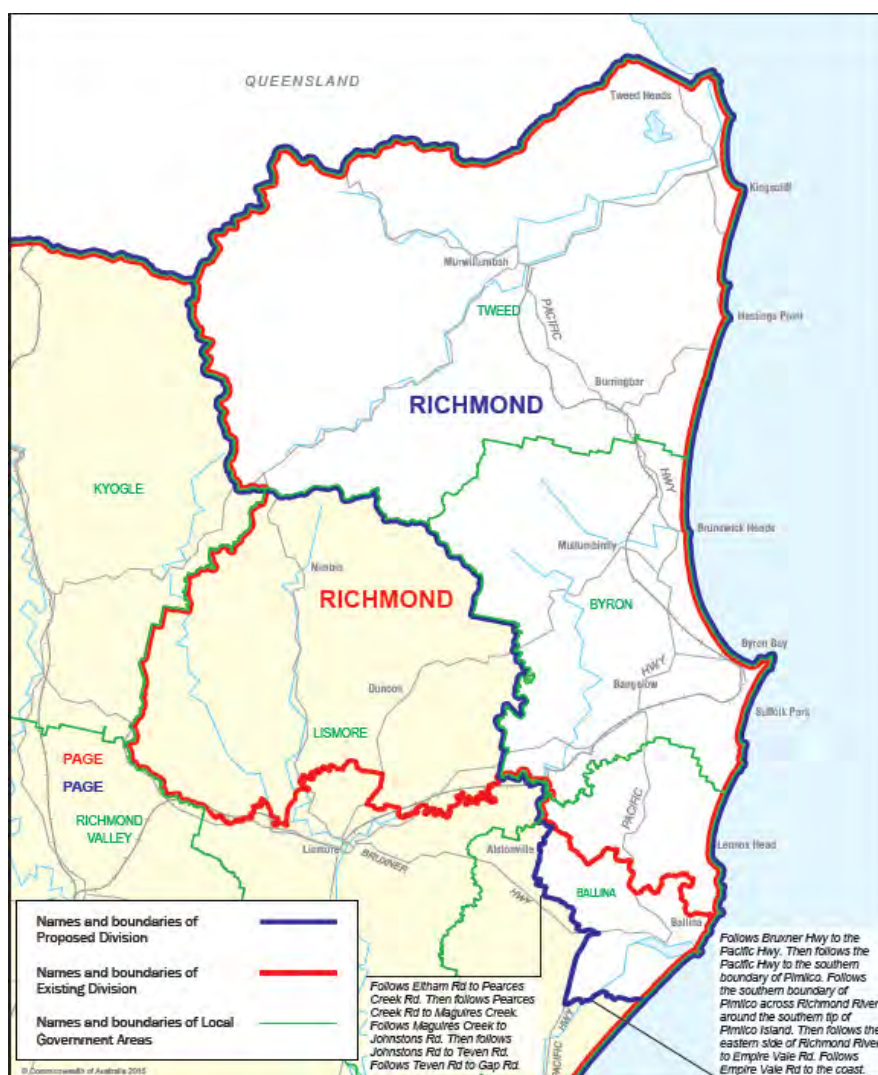 QUEENSLAND
Tweed Heads
Kingscliff
Murwillumbah
TWEED
PACIFIC
Hastings Point
Burringbar
RICHMOND
KYOGLE
HWY
Brunswick Heads
Mullumbimby
Nimbin
RICHMOND
BYRON
Byron Bay
HWY
Dunoon
Bangalow
Suffolk Park
LISMORE
PAGE
PAGE
RICHMOND
VALLEY
PACIFIC
Lismore
BRUXNER
Alstonville
Lennox Head
HWY
BALLINA
Ballina
Names and boundaries of
Proposed Division
Names and boundaries of
Existing Division
Names and boundaries of Local
Government Areas
Follows Eltham Rd to Pearces
Creek Rd. Then follows Pearces
Creek Rd to Maguires Creek.
Follows Maguires Creek to
Johnstons Rd. Then follows
Johnstons Rd to Teven Rd.
Follows Teven Rd to Gap Rd.
PACIFIC HWY
Follows Bruxner Hwy to the
Pacific Hwy. Then follows the
Pacific Hwy to the southern
boundary of Pimlico. Follows
the southern boundary of
Pimlico across Richmond River
around the southern tip of
Pimlico Island. Then follows the
eastern side of Richmond River
to Empire Vale Rd. Follows
Empire Vale Rd to the coast.
© Commonwealth of Australia 2015